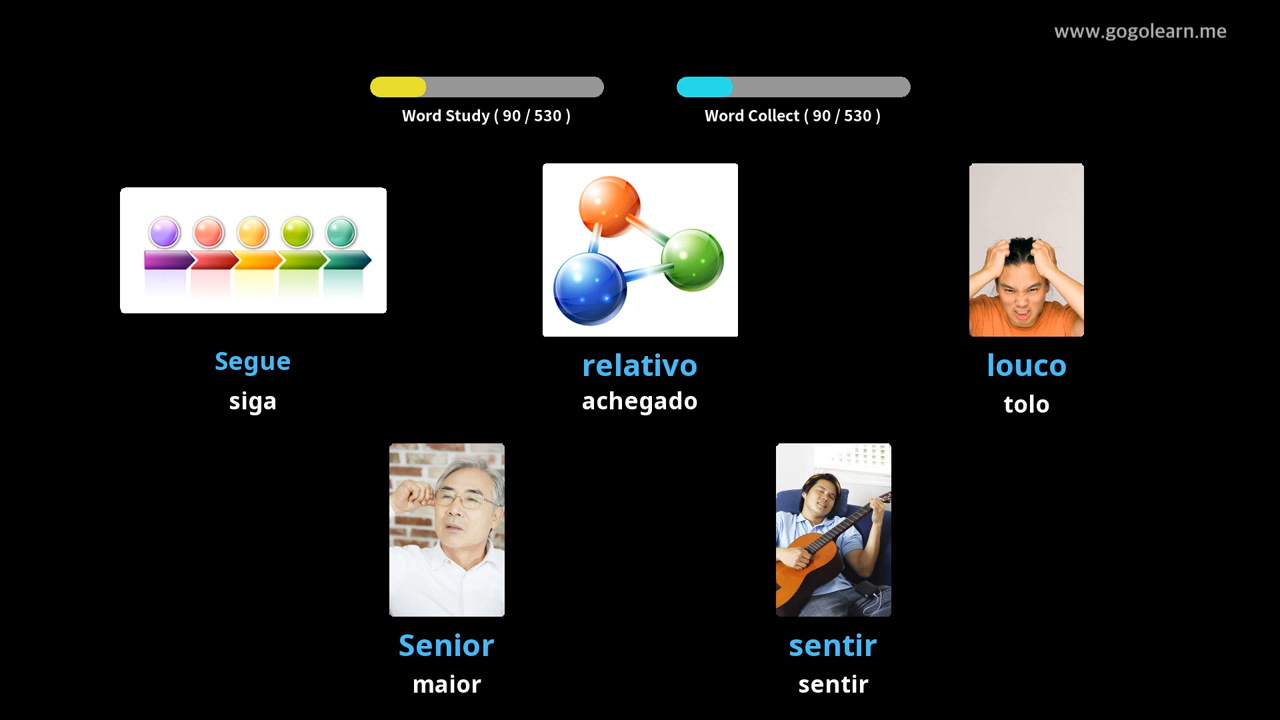 www.gogolearn.me
Word Study ( 90 / 530 )
Word Collect ( 90 / 530 )
Segue
siga
relativo
achegado
louco
tolo
Senior
maior
sentir
sentir